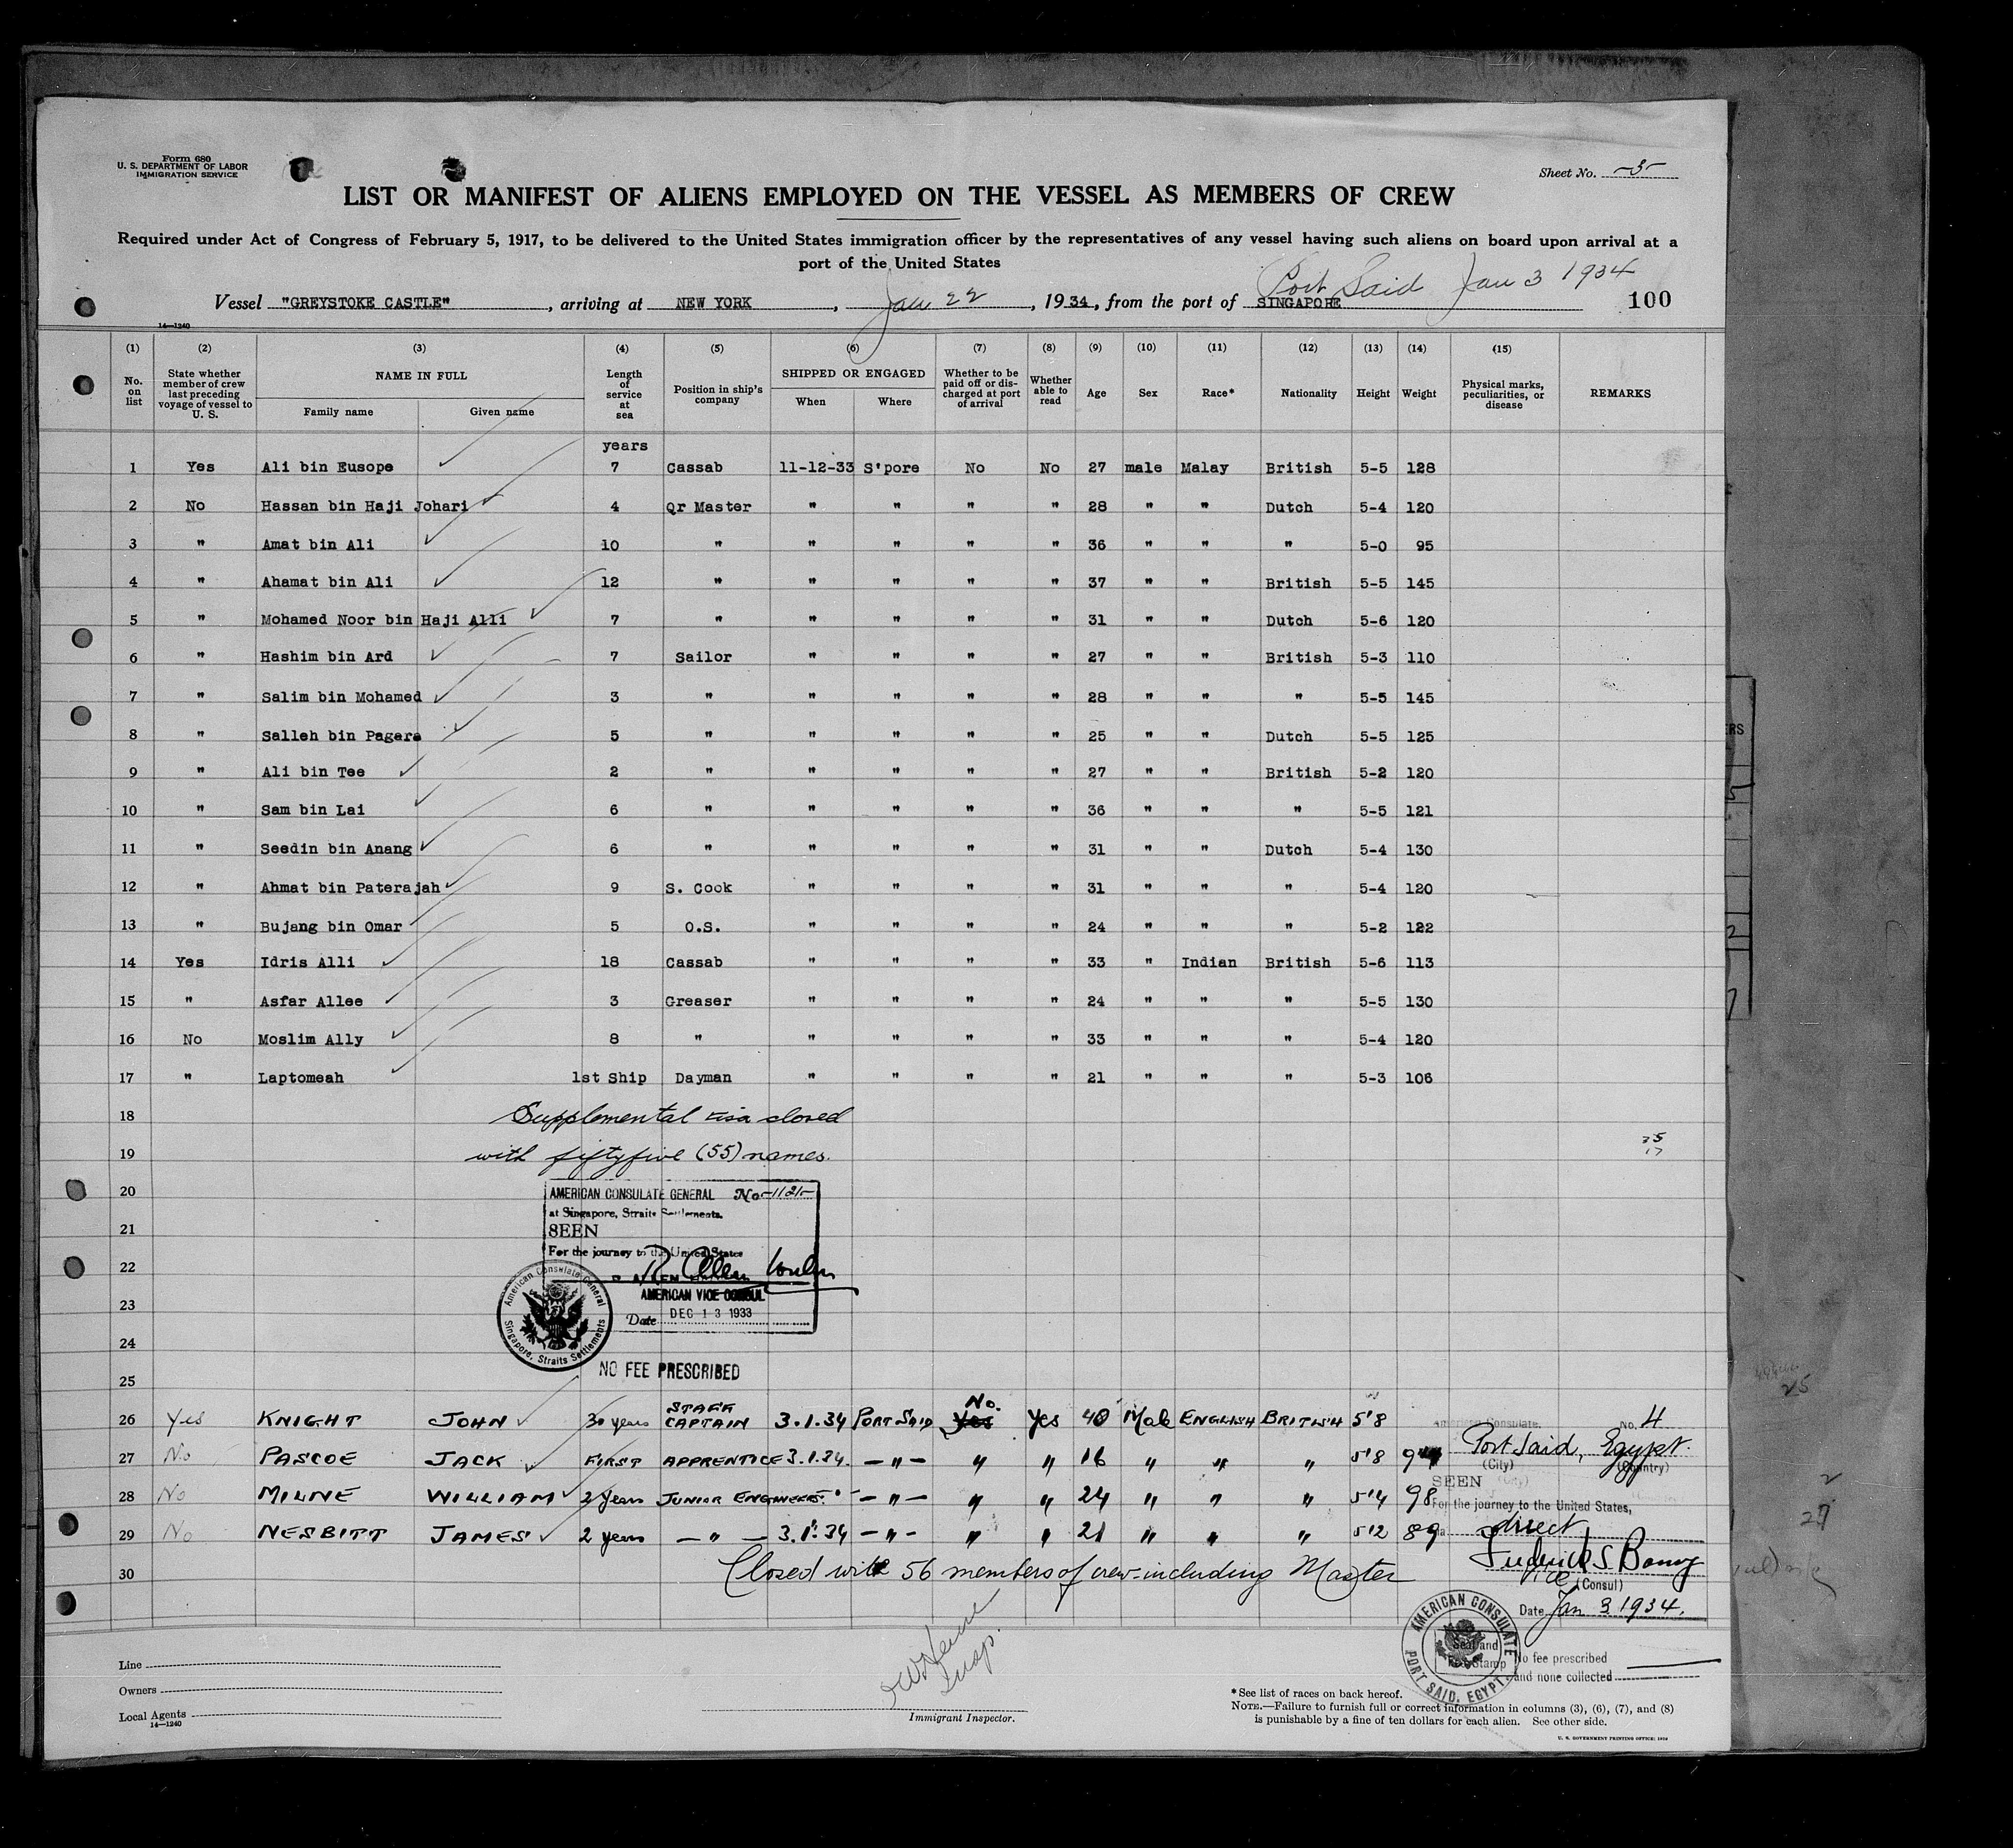 Form 680
U. S. DEPARTMENT OF LABOR
IMMIGRATION SERVICE
Sheet No. 5
LIST OR MANIFEST OF ALIENS EMPLOYED ON THE VESSEL AS MEMBERS OF CREW
Required under Act of Congress of February 5, 1917, to be delivered to the United States immigration officer by the representatives of any vessel having such aliens on board upon arrival at a
port of the United States
Port Said Jan 3 1934
Vessel "GREYSTOKE CASTLE", arriving at NEW YORK, Jan 22, 1934, from the port of SINGAPORE 100
14—1240
(1) (2) (3) (4) (5) (6) (7) (8) (9) (10) (11) (12) (13) (14) (15)
No. on list State whether member of crew last preceding voyage of vessel to U. S. NAME IN FULL Family name Given name Length of service at sea Position in ship's company SHIPPED OR ENGAGED When Where Whether to be paid off or discharged at port of arrival Whether able to read Age Sex Race* Nationality Height Weight Physical marks, peculiarities, or disease REMARKS
years
1 Yes Ali bin Eusope 7 Cassab 11-12-33 S'pore No No 27 male Malay British 5-5 128
2 No Hassan bin Haji Johari 4 Qr Master " " " " 28 " " Dutch 5-4 120
3 " Amat bin Ali 10 " " " " " 36 " " " 5-0 95
4 " Ahamat bin Ali 12 " " " " " 37 " " British 5-5 145
5 " Mohamed Noor bin Haji Alli 7 " " " " " 31 " " Dutch 5-6 120
6 " Hashim bin Ard 7 Sailor " " " " 27 " " British 5-3 110
7 " Salim bin Mohamed 3 " " " " " 28 " " " 5-5 145
8 " Salleh bin Pagere 5 " " " " " 25 " " Dutch 5-5 125
9 " Ali bin Tee 2 " " " " " 27 " " British 5-2 120
10 " Sam bin Lai 6 " " " " " 36 " " " 5-5 121
11 " Seedin bin Anang 6 " " " " " 31 " " Dutch 5-4 130
12 " Ahmat bin Paterajah 9 S. Cook " " " " 31 " " " 5-4 120
13 " Bujang bin Omar 5 O.S. " " " " 24 " " " 5-2 122
14 Yes Idris Alli 18 Cassab " " " " 33 " Indian British 5-6 113
15 " Asfar Allee 3 Greaser " " " " 24 " " " 5-5 130
16 No Moslim Ally 8 " " " " " 33 " " " 5-4 120
17 " Laptomeah 1st Ship Dayman " " " " 21 " " " 5-3 106
18 Supplemental visa closed
19 with fiftyfive (55) names.
20 AMERICAN CONSULATE GENERAL No -1121-
at Singapore, Straits Settlements.
21 SEEN
For the journey to the United States
22
AMERICAN VICE CONSUL
23 Date DEC 13 1933
American Consulate General Singapore, Straits Settlements
24
NO FEE PRESCRIBED
25
26 Yes KNIGHT JOHN 30 years STAFF CAPTAIN 3.1.34 PORT SAID Yes No. Yes 40 Male ENGLISH BRITISH 5'8
27 No PASCOE JACK FIRST APPRENTICE 3.1.34. -"- " " 16 " " " 5'8 94
28 No MILNE WILLIAM 2 years JUNIOR ENGINEER. " -"- " " 24 " " " 5'4 98
29 No NESBITT JAMES 2 years -"- 3.1.34 -"- " " 21 " " " 5'2 89
30 Closed with 56 members of crew including Master
American Consulate, No. 4
Port Said, Egypt.
(City) (Country)
SEEN
For the journey to the United States,
direct
Vice (Consul)
Date Jan 3 1934.
AMERICAN CONSULATE PORT SAID, EGYPT.
Seal and
Stamp
No fee prescribed
and none collected
Line
Owners
Local Agents
14—1240
Insp.
Immigrant Inspector.
*See list of races on back hereof.
NOTE.—Failure to furnish full or correct information in columns (3), (6), (7), and (8)
is punishable by a fine of ten dollars for each alien. See other side.